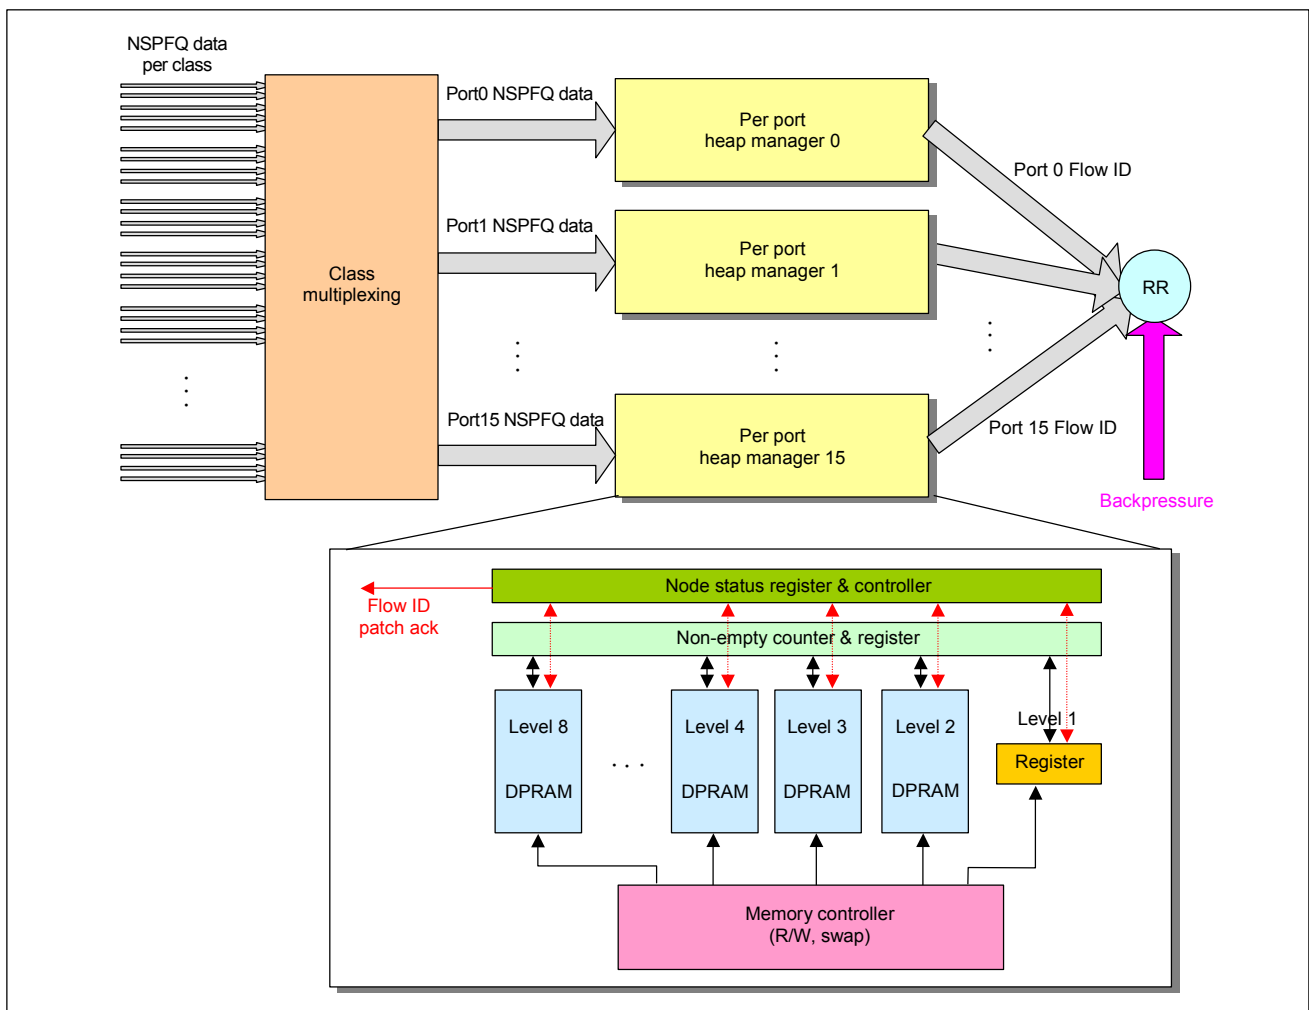 NSPFQ data
per class
Class
multiplexing
Port0 NSPFQ data
Port1 NSPFQ data
Port15 NSPFQ data
Per port
heap manager 0
Per port
heap manager 1
Per port
heap manager 15
Port 0 Flow ID
Port 15 Flow ID
RR
Backpressure
Node status register & controller
Flow ID
patch ack
Non-empty counter & register
Level 8
DPRAM
. . .
Level 4
DPRAM
Level 3
DPRAM
Level 2
DPRAM
Level 1
Register
Memory controller
(R/W, swap)